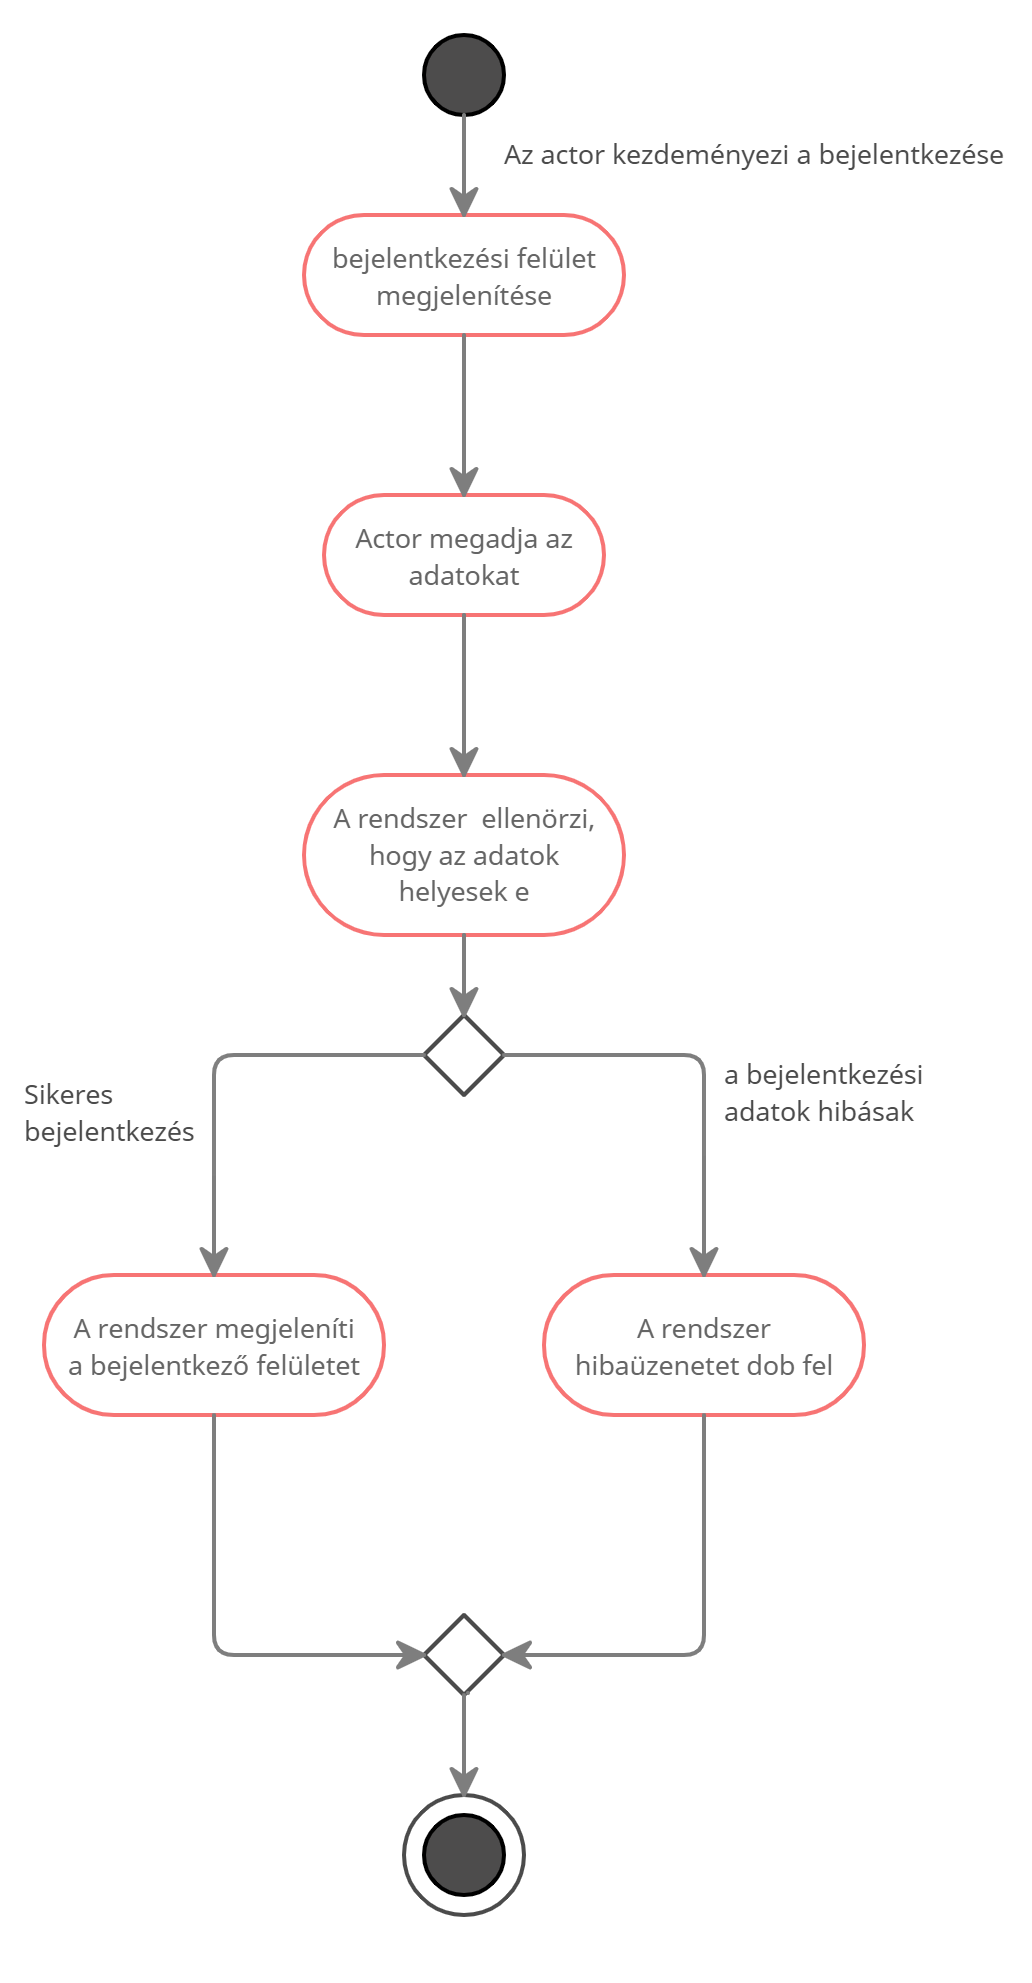 Az actor kezdeményezi a bejelentkezése
bejelentkezési felület
megjelenítése
Actor megadja az
adatokat
A rendszer  ellenörzi,
hogy az adatok
helyesek e
Sikeres
bejelentkezés
a bejelentkezési
adatok hibásak
A rendszer megjeleníti
a bejelentkező felületet
A rendszer
hibaüzenetet dob fel